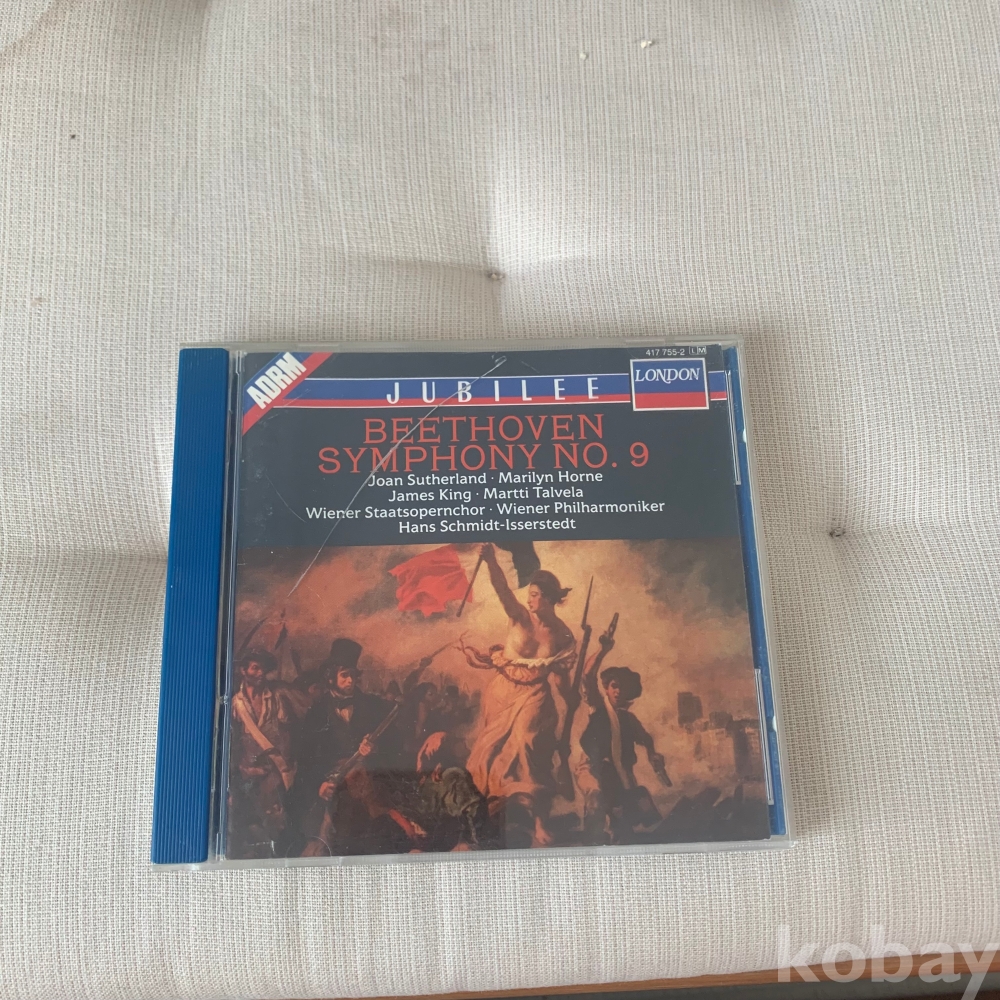 417 755-2 LM
ADRM
JUBILEE
LONDON
BEETHOVEN
SYMPHONY NO. 9
Joan Sutherland · Marilyn Horne
James King · Martti Talvela
Wiener Staatsopernchor · Wiener Philharmoniker
Hans Schmidt-Isserstedt
kobay